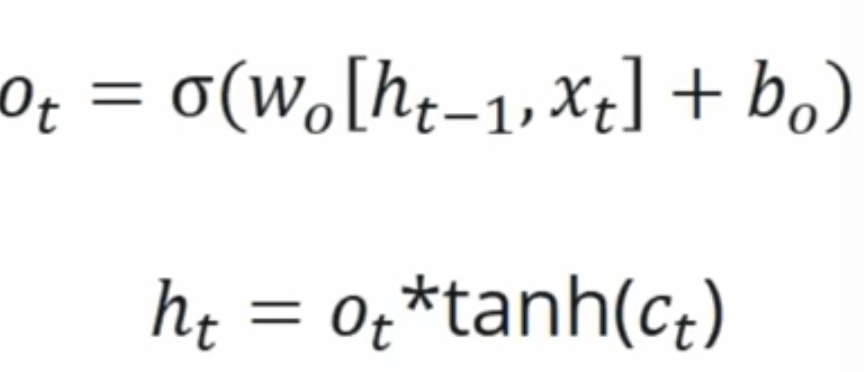 oₜ = σ(wₒ[hₜ₋₁, xₜ] + bₒ)
hₜ = oₜ*tanh(cₜ)